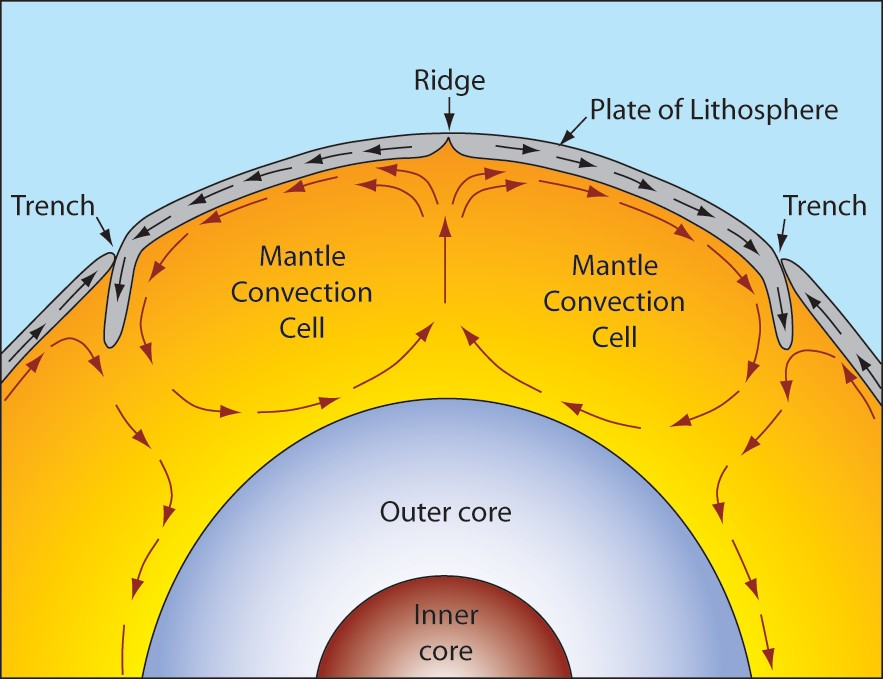 Ridge
Plate of Lithosphere
Trench
Trench
Mantle
Convection
Cell
Mantle
Convection
Cell
Outer core
Inner
core